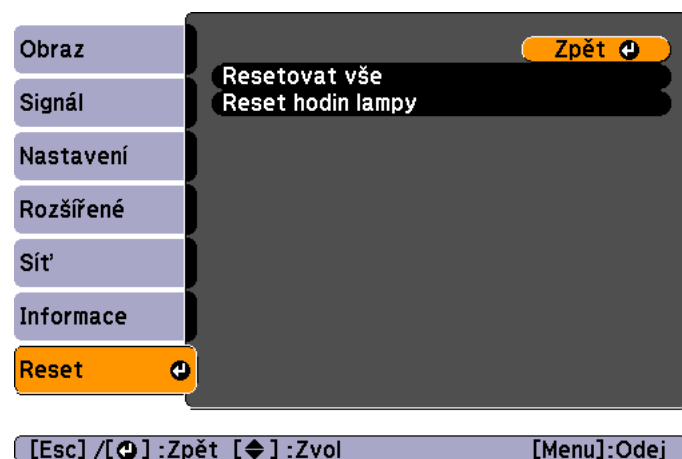 Obraz
Signál
Nastavení
Rozšířené
Síť
Informace
Reset
Zpět
Resetovat vše
Reset hodin lampy
[Esc] /[ ] :Zpět [ ] :Zvol [Menu]:Odej